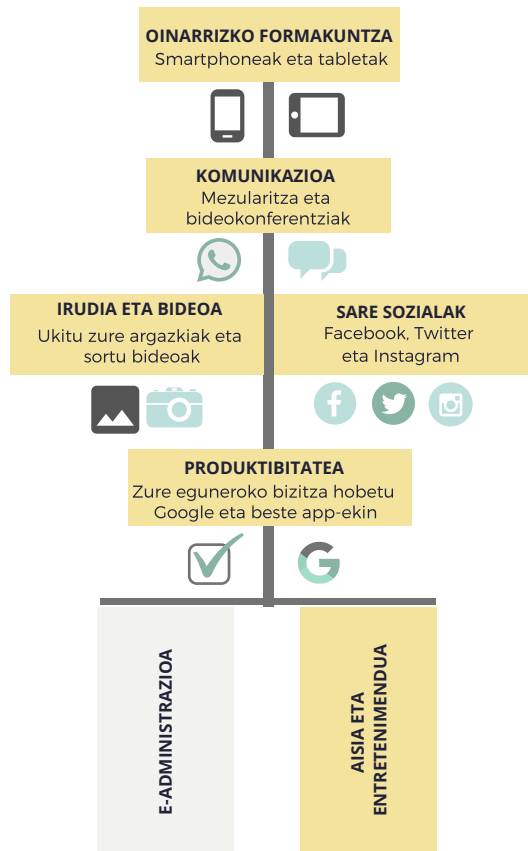 OINARRIZKO FORMAKUNTZA
Smartphoneak eta tabletak
KOMUNIKAZIOA
Mezularitza eta
bideokonferentziak
IRUDIA ETA BIDEOA
Ukitu zure argazkiak eta
sortu bideoak
SARE SOZIALAK
Facebook, Twitter
eta Instagram
PRODUKTIBITATEA
Zure eguneroko bizitza hobetu
Google eta beste app-ekin
E-ADMINISTRAZIOA
AISIA ETA
ENTRETENIMENDUA